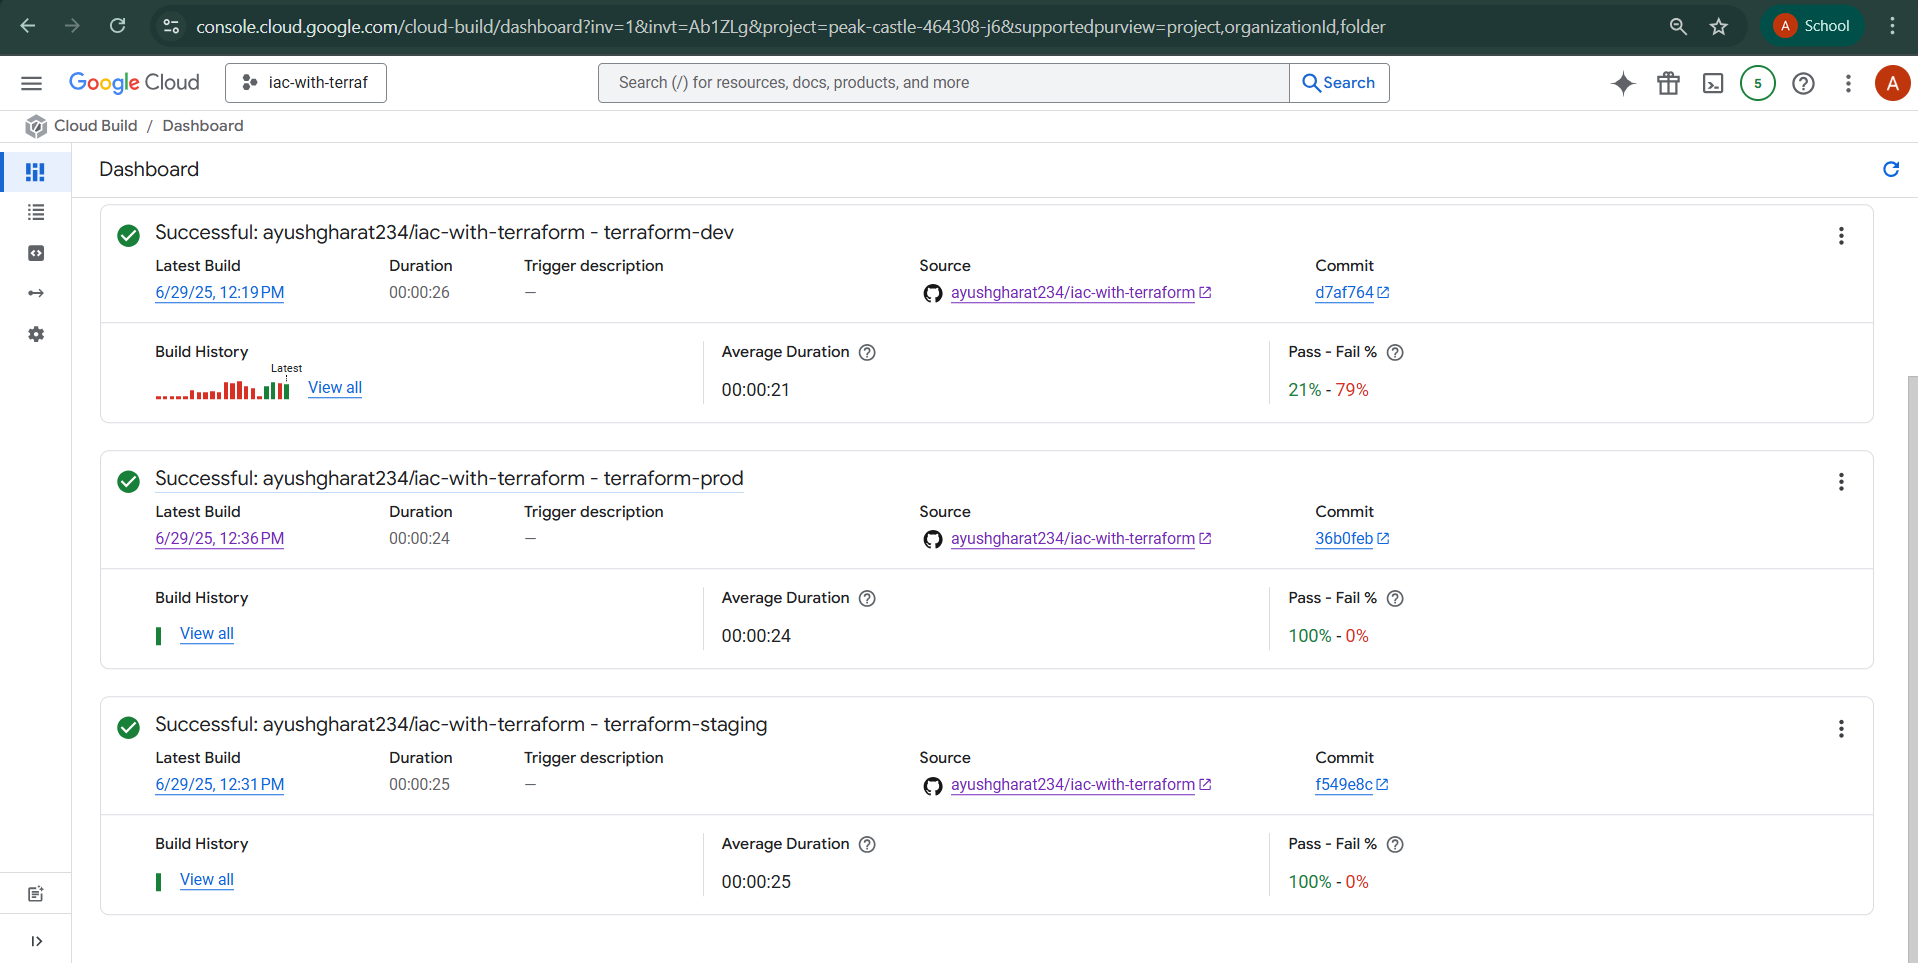 console.cloud.google.com/cloud-build/dashboard?inv=1&invt=Ab1ZLg&project=peak-castle-464308-j6&supportedpurview=project,organizationId,folder
A School
Google Cloud
iac-with-terraf
Search (/) for resources, docs, products, and more
Search
5
A
Cloud Build / Dashboard
Dashboard
Successful: ayushgharat234/iac-with-terraform - terraform-dev
Latest Build Duration Trigger description Source Commit
6/29/25, 12:19 PM 00:00:26 — ayushgharat234/iac-with-terraform d7af764
Build History Average Duration Pass - Fail %
Latest
View all 00:00:21 21% - 79%
Successful: ayushgharat234/iac-with-terraform - terraform-prod
Latest Build Duration Trigger description Source Commit
6/29/25, 12:36 PM 00:00:24 — ayushgharat234/iac-with-terraform 36b0feb
Build History Average Duration Pass - Fail %
View all 00:00:24 100% - 0%
Successful: ayushgharat234/iac-with-terraform - terraform-staging
Latest Build Duration Trigger description Source Commit
6/29/25, 12:31 PM 00:00:25 — ayushgharat234/iac-with-terraform f549e8c
Build History Average Duration Pass - Fail %
View all 00:00:25 100% - 0%